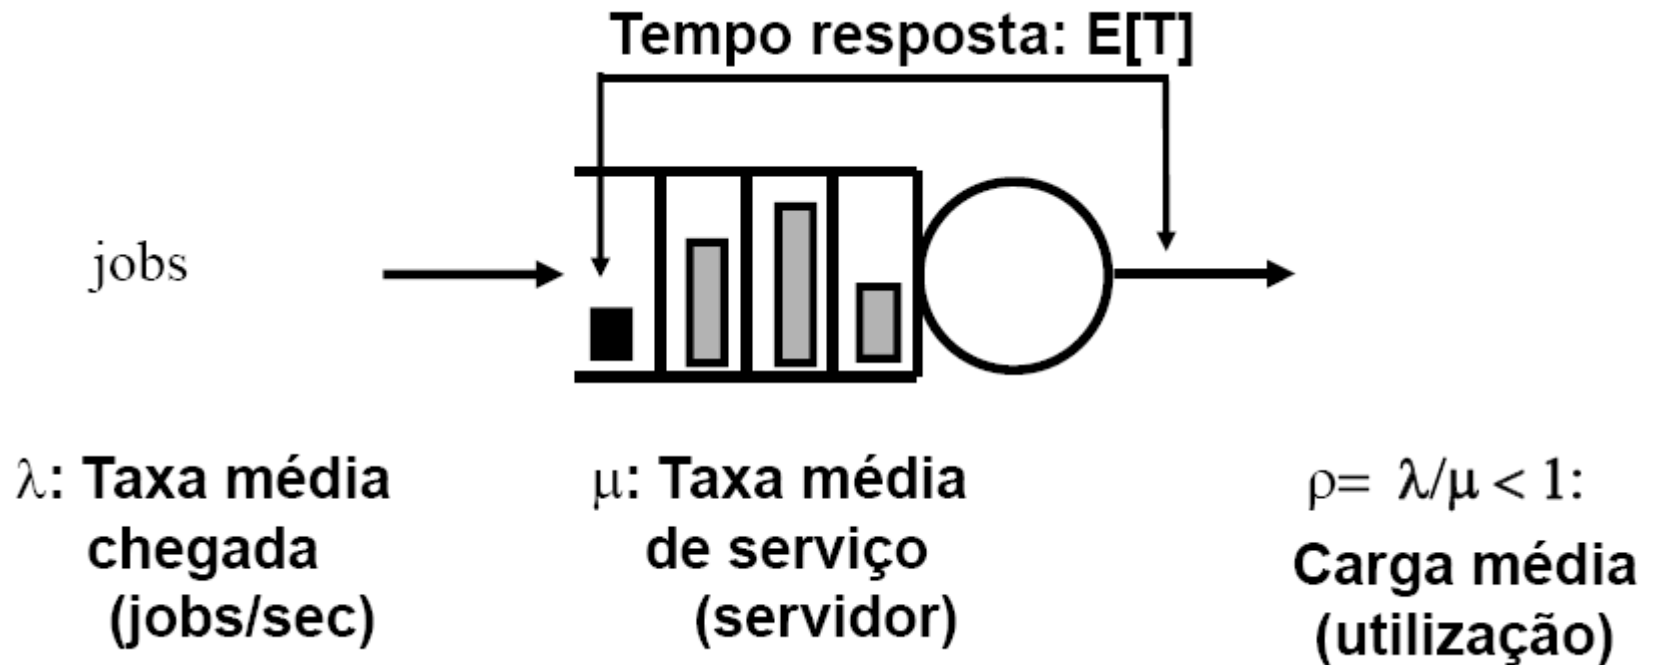 Tempo resposta: E[T]
jobs
λ: Taxa média
chegada
(jobs/sec)
μ: Taxa média
de serviço
(servidor)
ρ= λ/μ < 1:
Carga média
(utilização)